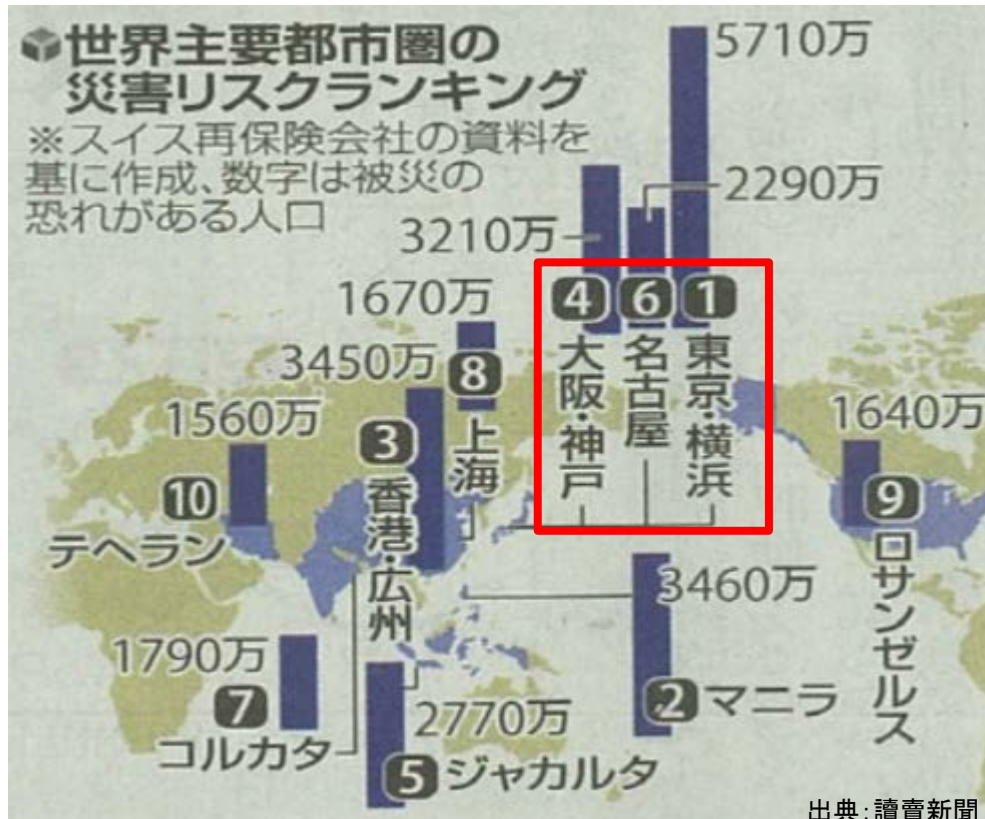 世界主要都市圏の
災害リスクランキング
※スイス再保険会社の資料を
基に作成、数字は被災の
恐れがある人口
5710万
2290万
3210万
4 大阪・神戸
6 名古屋
1 東京・横浜
1670万
8 上海
3450万
3 香港・広州
1560万
10
テヘラン
1640万
9 ロサンゼルス
3460万
2 マニラ
1790万
7
コルカタ
2770万
5 ジャカルタ
出典:讀賣新聞